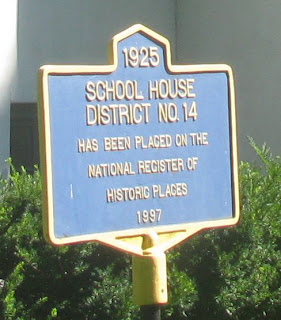 1925
SCHOOL HOUSE
DISTRICT NO. 14
HAS BEEN PLACED ON THE
NATIONAL REGISTER OF
HISTORIC PLACES
1997